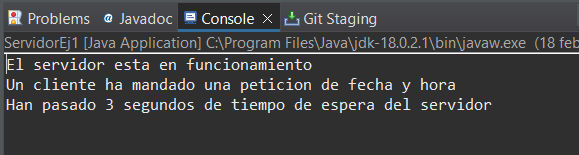 Problems @ Javadoc Console Git Staging
ServidorEj1 [Java Application] C:\Program Files\Java\jdk-18.0.2.1\bin\javaw.exe (18 feb
El servidor esta en funcionamiento
Un cliente ha mandado una peticion de fecha y hora
Han pasado 3 segundos de tiempo de espera del servidor